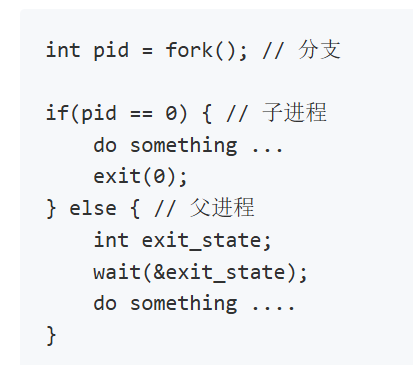 int pid = fork(); // 分支
if(pid == 0) { // 子进程
do something ...
exit(0);
} else { // 父进程
int exit_state;
wait(&exit_state);
do something ....
}